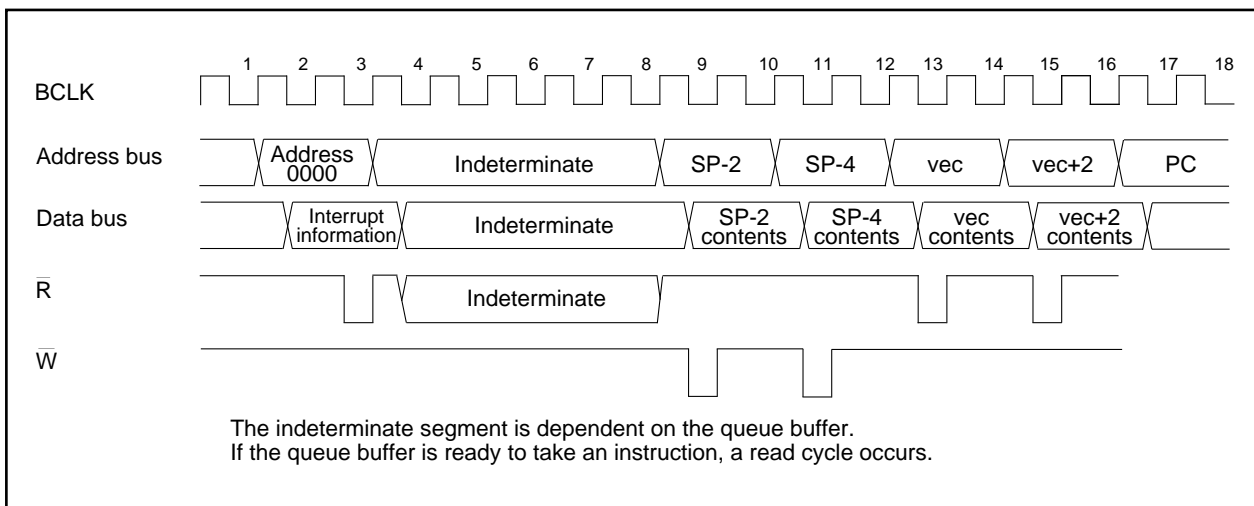 1 2 3 4 5 6 7 8 9 10 11 12 13 14 15 16 17 18
BCLK
Address bus
Address
0000
Indeterminate
SP-2
SP-4
vec
vec+2
PC
Data bus
Interrupt
information
Indeterminate
SP-2
contents
SP-4
contents
vec
contents
vec+2
contents
R̅
Indeterminate
W̅
The indeterminate segment is dependent on the queue buffer.
If the queue buffer is ready to take an instruction, a read cycle occurs.